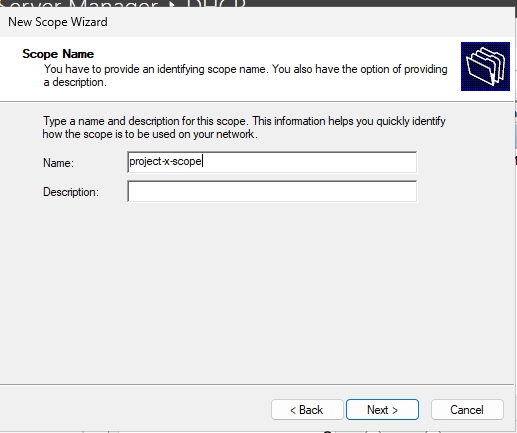 Server Manager ▸ DHCP
New Scope Wizard
Scope Name
You have to provide an identifying scope name. You also have the option of providing
a description.
Type a name and description for this scope. This information helps you quickly identify
how the scope is to be used on your network.
Name:
project-x-scope
Description:
< Back
Next >
Cancel